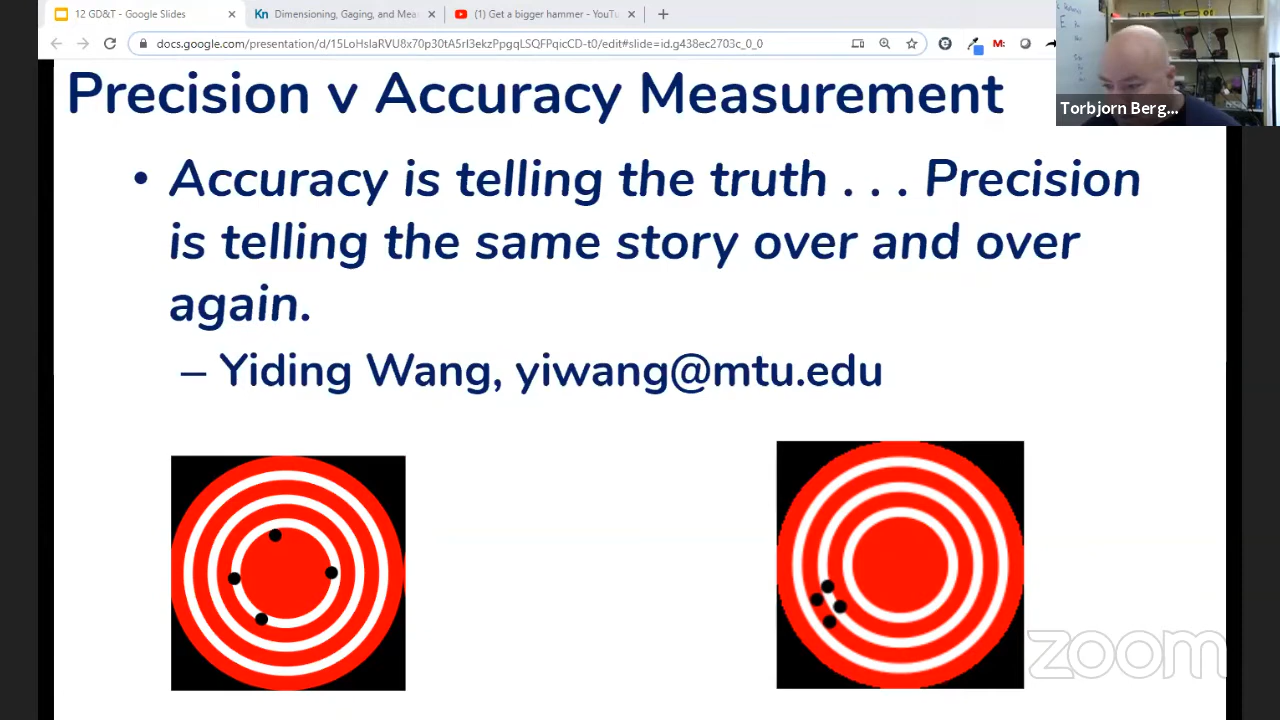 12 GD&T - Google Slides
Dimensioning, Gaging, and Mea
(1) Get a bigger hammer - YouTu
docs.google.com/presentation/d/15LoHslaRVU8x70p30tA5rI3ekzPpgqLSQFPqicCD-t0/edit#slide=id.g438ec2703c_0_0
Torbjorn Berg...
Precision v Accuracy Measurement
• Accuracy is telling the truth . . . Precision
is telling the same story over and over
again.
– Yiding Wang, yiwang@mtu.edu
zoom